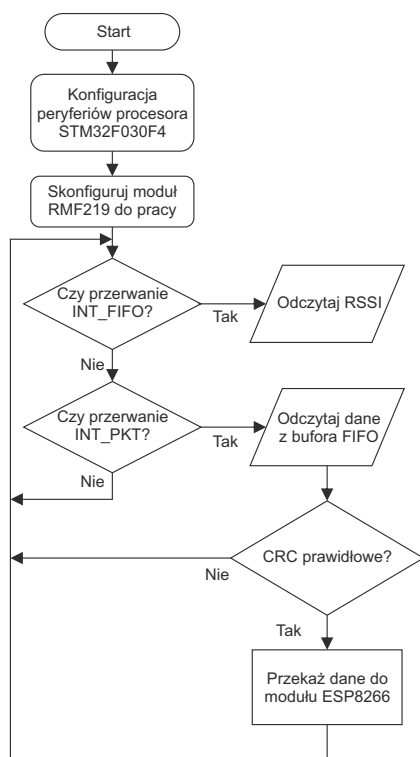 Start
Konfiguracja
peryferiów procesora
STM32F030F4
Skonfiguruj moduł
RMF219 do pracy
Czy przerwanie
INT_FIFO?
Tak
Odczytaj RSSI
Nie
Czy przerwanie
INT_PKT?
Tak
Odczytaj dane
z bufora FIFO
Nie
CRC prawidłowe?
Nie
Tak
Przekaż dane do
modułu ESP8266